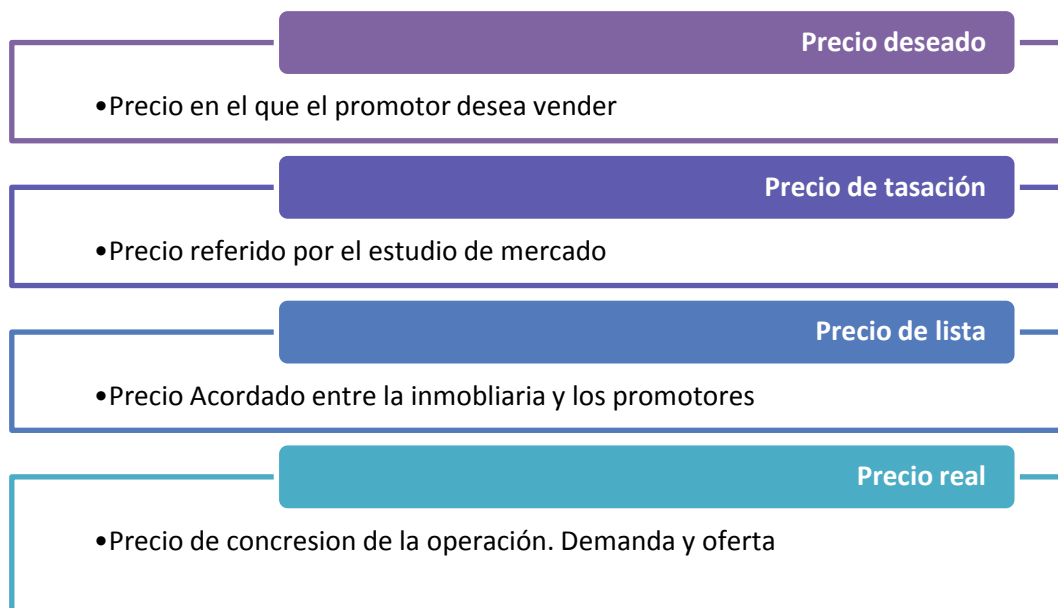 Precio deseado
•Precio en el que el promotor desea vender
Precio de tasación
•Precio referido por el estudio de mercado
Precio de lista
•Precio Acordado entre la inmobliaria y los promotores
Precio real
•Precio de concresion de la operación. Demanda y oferta